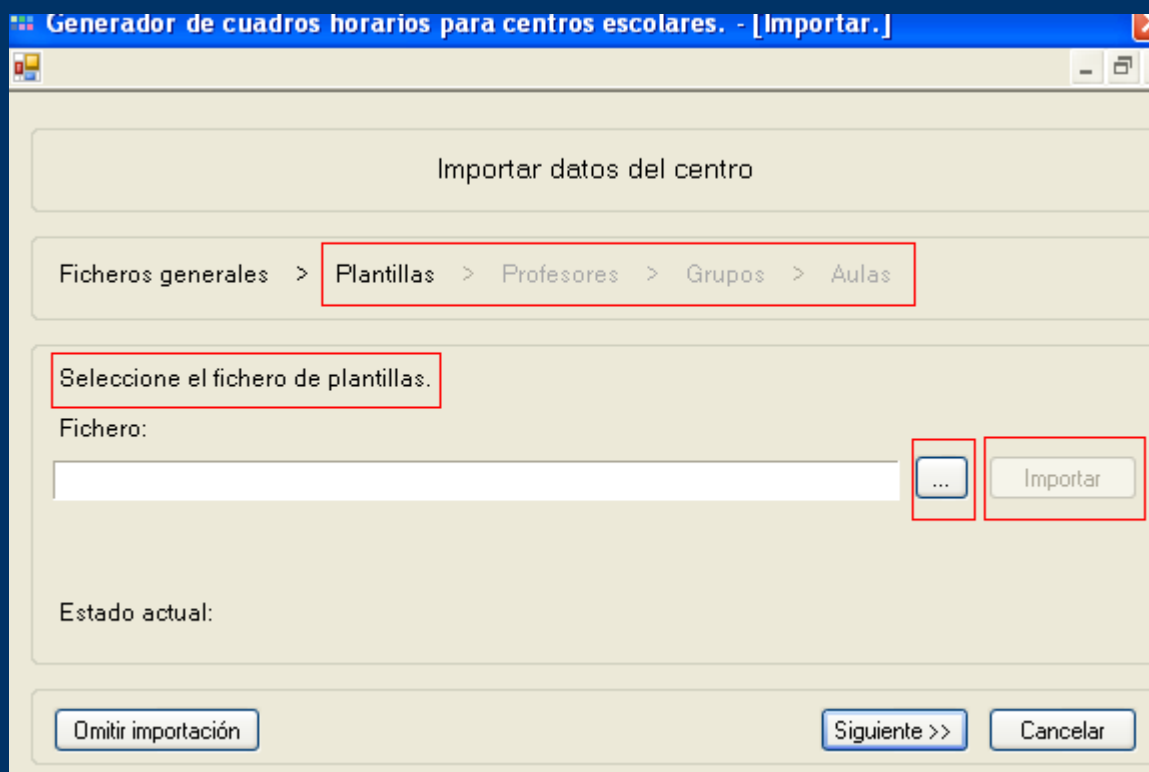 Generador de cuadros horarios para centros escolares. - [Importar.]
Importar datos del centro
Ficheros generales > Plantillas > Profesores > Grupos > Aulas
Seleccione el fichero de plantillas.
Fichero:
... Importar
Estado actual:
Omitir importación Siguiente >> Cancelar